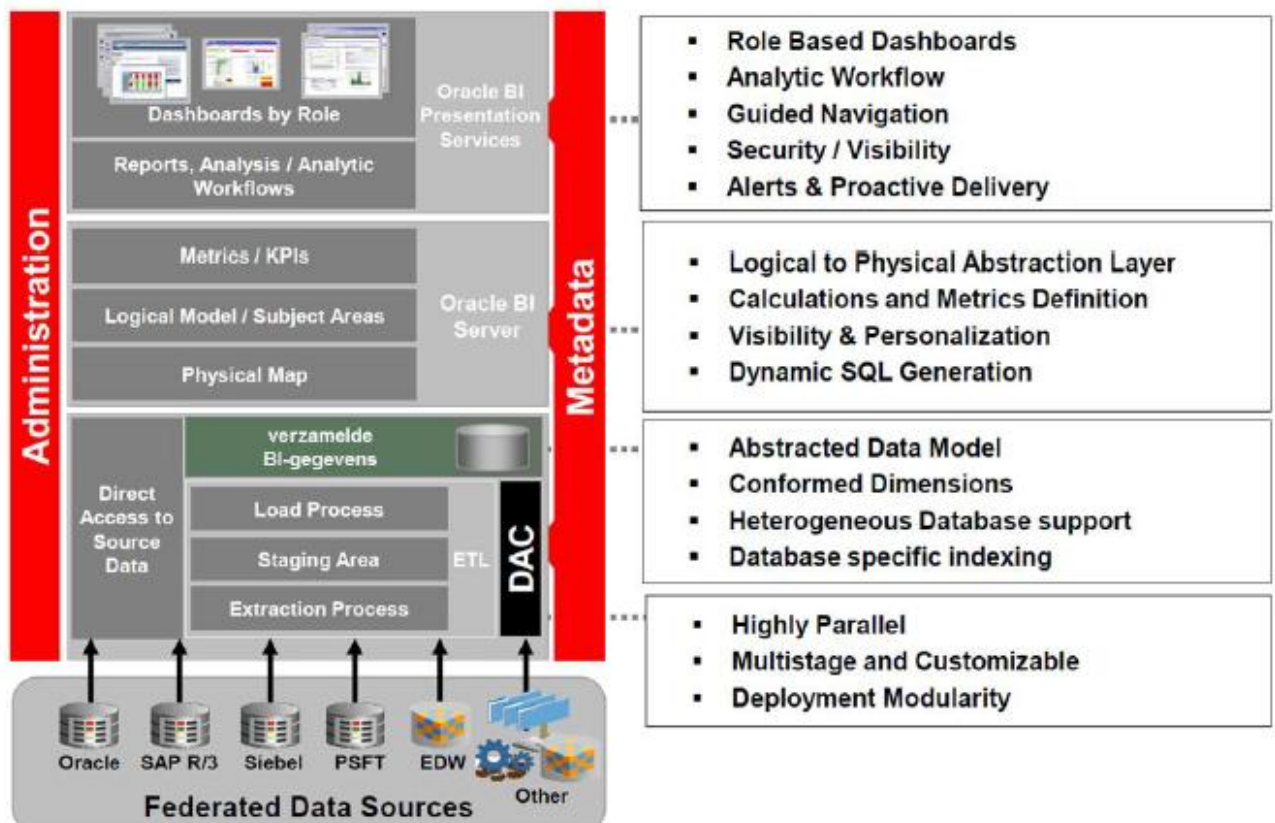 Administration
Dashboards by Role
Reports, Analysis / Analytic
Workflows
Oracle BI
Presentation
Services
Metrics / KPIs
Logical Model / Subject Areas
Physical Map
Oracle BI
Server
Direct
Access to
Source
Data
verzamelde
BI-gegevens
Load Process
Staging Area
Extraction Process
ETL
DAC
Metadata
▪ Role Based Dashboards
▪ Analytic Workflow
▪ Guided Navigation
▪ Security / Visibility
▪ Alerts & Proactive Delivery
▪ Logical to Physical Abstraction Layer
▪ Calculations and Metrics Definition
▪ Visibility & Personalization
▪ Dynamic SQL Generation
▪ Abstracted Data Model
▪ Conformed Dimensions
▪ Heterogeneous Database support
▪ Database specific indexing
▪ Highly Parallel
▪ Multistage and Customizable
▪ Deployment Modularity
Oracle
SAP R/3
Siebel
PSFT
EDW
Other
Federated Data Sources